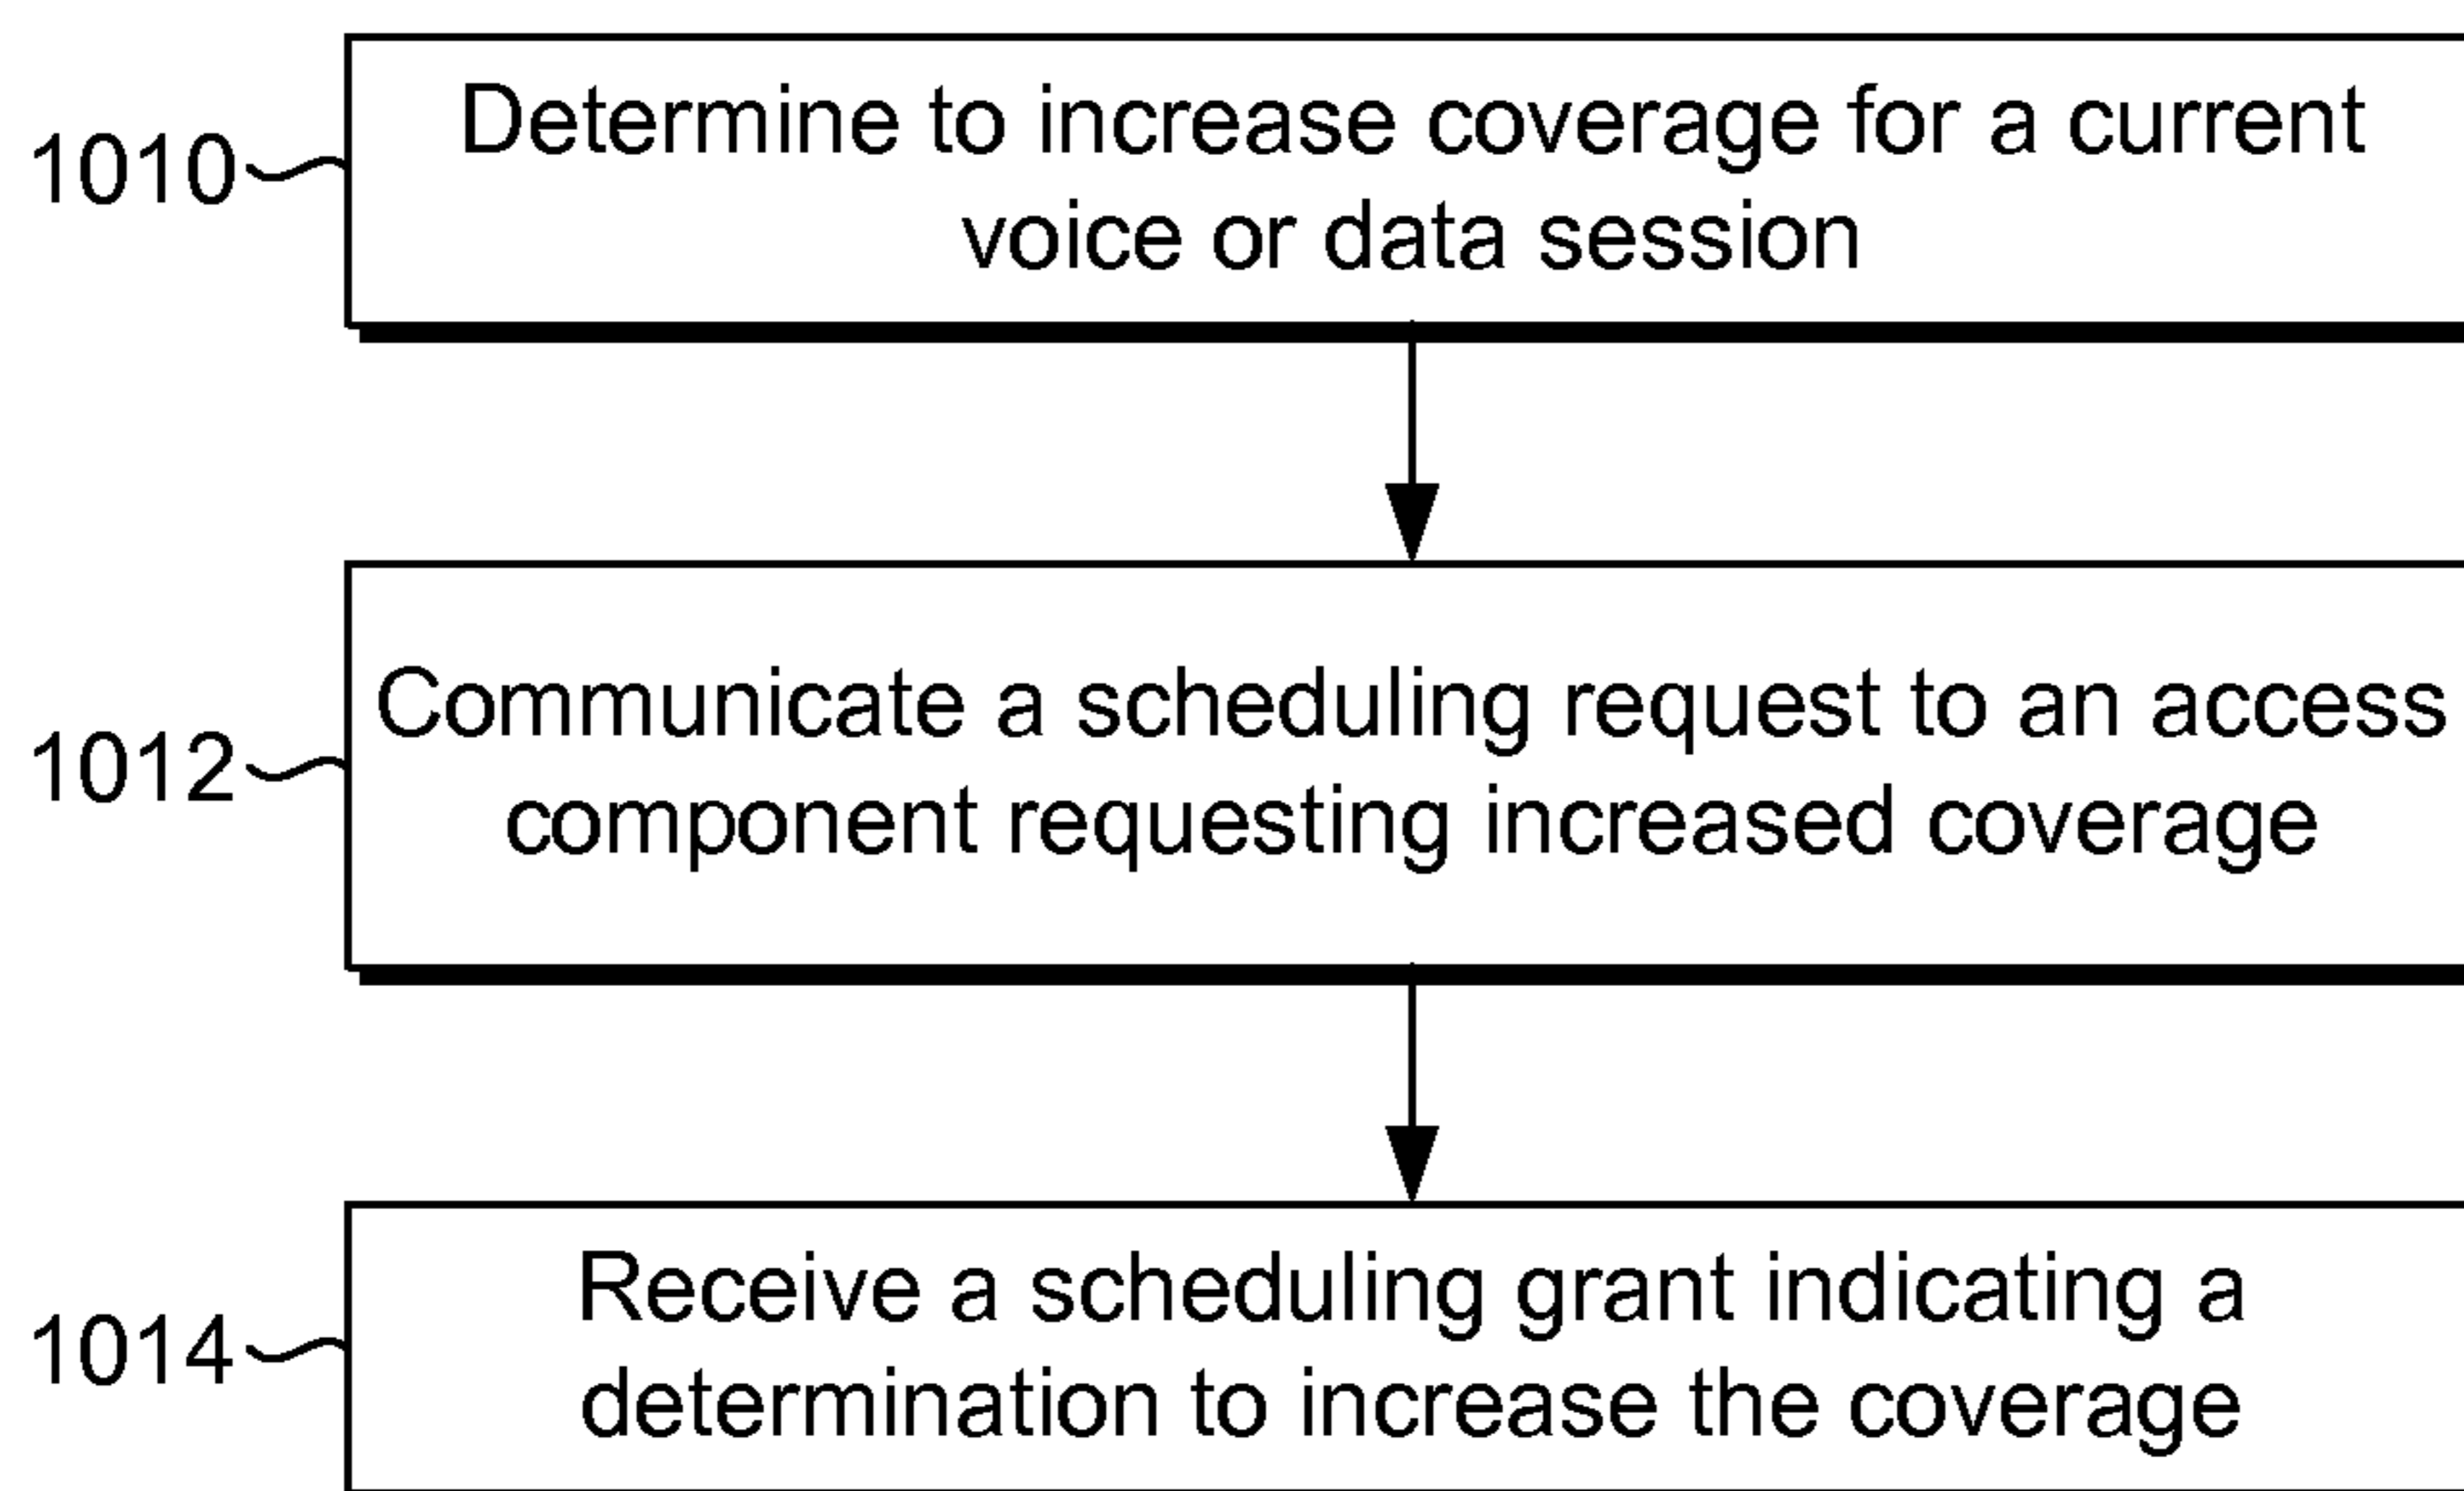 Determine to increase coverage for a current
1010
voice or data session
Communicate a scheduling request to an access
1012
component requesting increased coverage
Receive a scheduling grant indicating a
1014
determination to increase the coverage